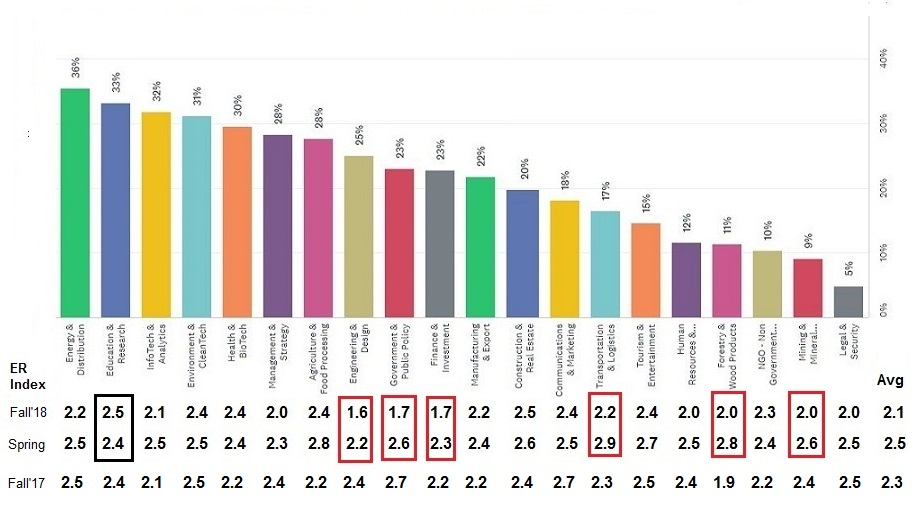 36%
33%
32%
31%
30%
28%
28%
25%
23%
23%
22%
20%
18%
17%
15%
12%
11%
10%
9%
5%
40%
30%
20%
10%
0%
:
Energy &
Distribution
Education &
Research
InfoTech &
Analytics
Environment &
CleanTech
Health &
BioTech
Management &
Strategy
Agriculture &
Food Processing
Engineering &
Design
Government &
Public Policy
Finance &
Investment
Manufacturing
& Export
Construction &
Real Estate
Communications
& Marketing
Transportation
& Logistics
Tourism &
Entertainment
Human
Resources &...
Forestry &
Wood Products
NGO - Non
Government...
Mining &
Mineral...
Legal &
Security
ER
Index
Avg
Fall'18 2.2 2.5 2.1 2.4 2.4 2.0 2.4 1.6 1.7 1.7 2.2 2.5 2.4 2.2 2.4 2.0 2.0 2.3 2.0 2.0 2.1
Spring 2.5 2.4 2.5 2.5 2.4 2.3 2.8 2.2 2.6 2.3 2.4 2.6 2.5 2.9 2.7 2.5 2.8 2.4 2.6 2.5 2.5
Fall'17 2.5 2.4 2.1 2.5 2.2 2.4 2.2 2.4 2.7 2.2 2.2 2.4 2.7 2.3 2.5 2.4 1.9 2.2 2.4 2.5 2.3